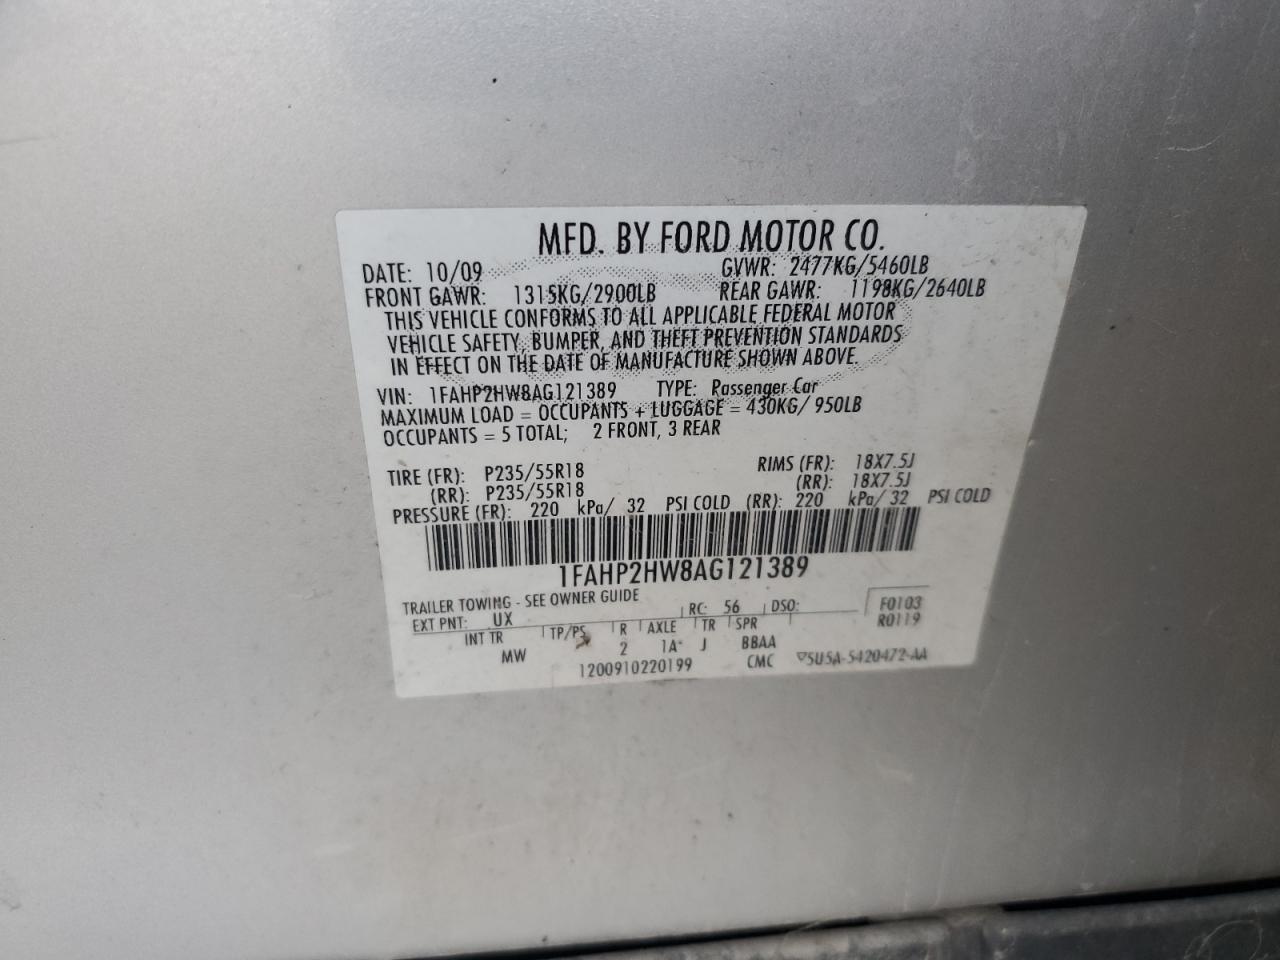 MFD. BY FORD MOTOR CO.
DATE: 10/09 GVWR: 2477KG/5460LB
FRONT GAWR: 1315KG/2900LB REAR GAWR: 1198KG/2640LB
THIS VEHICLE CONFORMS TO ALL APPLICABLE FEDERAL MOTOR
VEHICLE SAFETY, BUMPER, AND THEFT PREVENTION STANDARDS
IN EFFECT ON THE DATE OF MANUFACTURE SHOWN ABOVE.
VIN: 1FAHP2HW8AG121389 TYPE: Passenger Car
MAXIMUM LOAD = OCCUPANTS + LUGGAGE = 430KG/ 950LB
OCCUPANTS = 5 TOTAL; 2 FRONT, 3 REAR
TIRE (FR): P235/55R18 RIMS (FR): 18X7.5J
(RR): P235/55R18 (RR): 18X7.5J
PRESSURE (FR): 220 kPa/ 32 PSI COLD (RR): 220 kPa/ 32 PSI COLD
1FAHP2HW8AG121389
TRAILER TOWING - SEE OWNER GUIDE
EXT PNT: UX RC: 56 DSO: F0103
R0119
INT TR TP/PS R AXLE TR SPR
MW 2 1A J BBAA
1200910220199 CMC 5U5A-5420472-AA